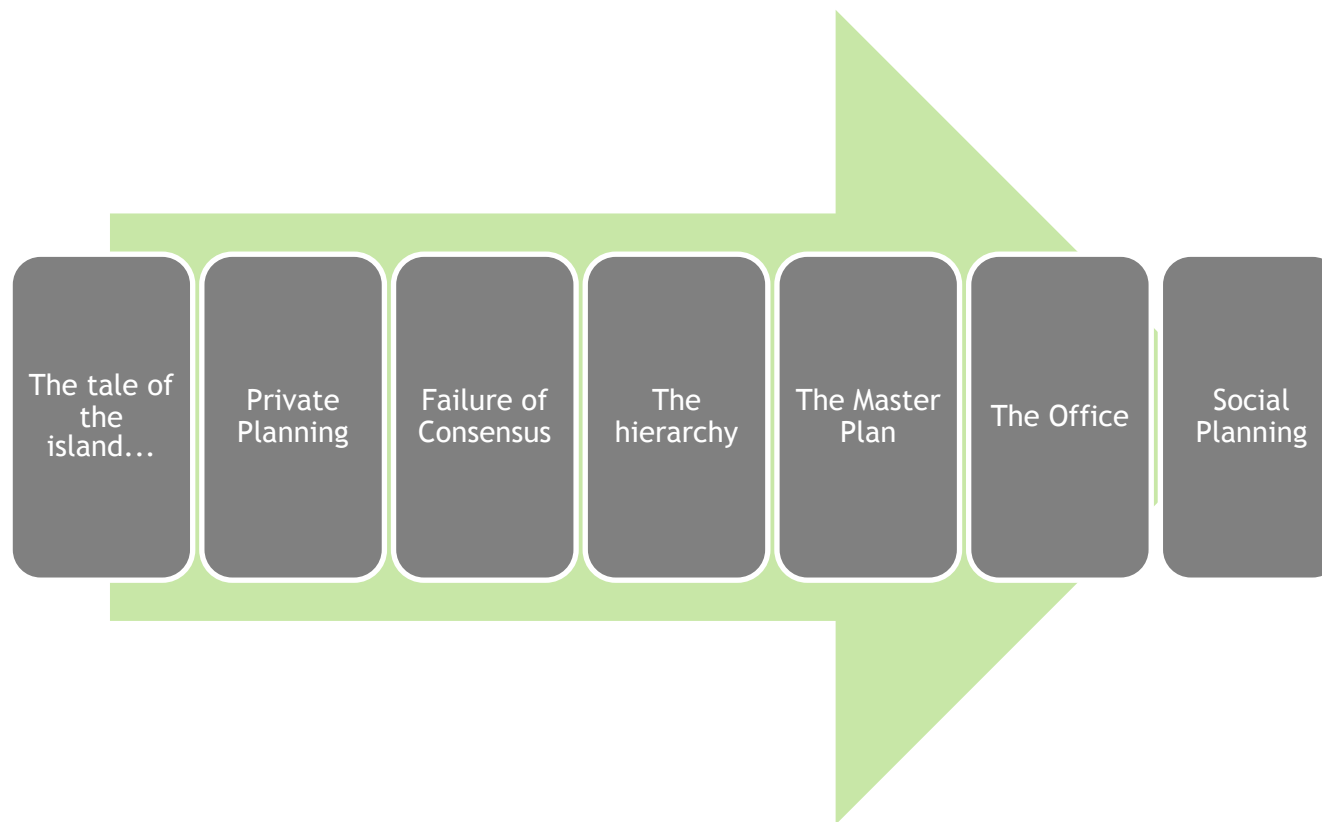 The tale of
the
island...
Private
Planning
Failure of
Consensus
The
hierarchy
The Master
Plan
The Office
Social
Planning